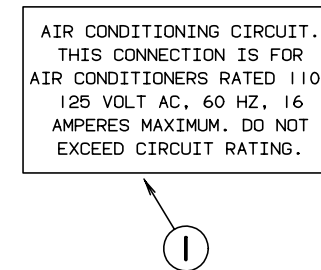 AIR CONDITIONING CIRCUIT.
THIS CONNECTION IS FOR
AIR CONDITIONERS RATED 110
125 VOLT AC, 60 HZ, 16
AMPERES MAXIMUM. DO NOT
EXCEED CIRCUIT RATING.
1